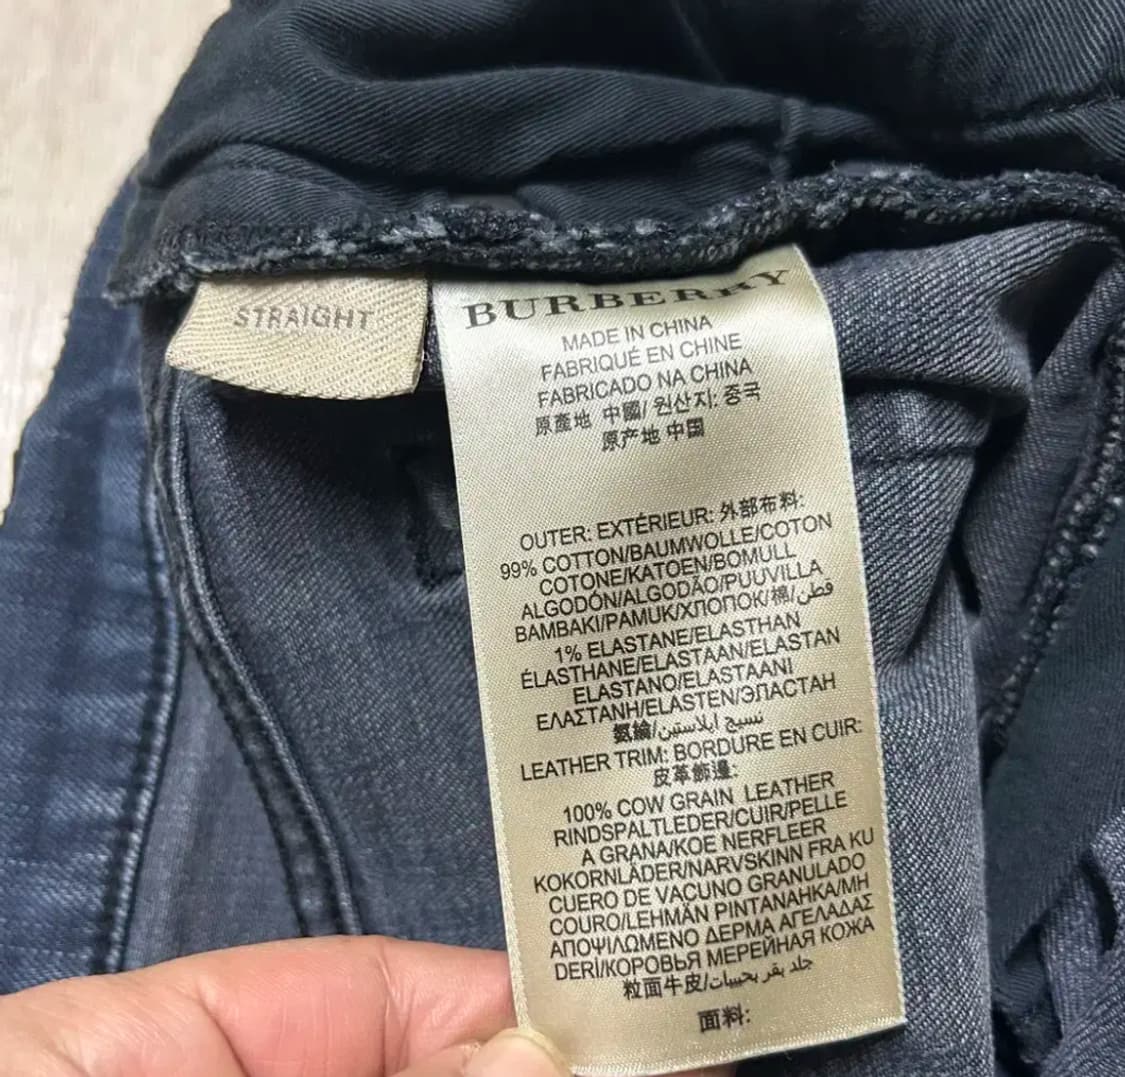 STRAIGHT
BURBERRY
MADE IN CHINA
FABRIQUÉ EN CHINE
FABRICADO NA CHINA
原產地 中國/ 원산지: 중국
原产地 中国
OUTER: EXTÉRIEUR: 外部布料:
99% COTTON/BAUMWOLLE/COTON
COTONE/KATOEN/BOMULL
ALGODÓN/ALGODÃO/PUUVILLA
BAMBAKI/PAMUK/ХЛОПОК/棉/قطن
1% ELASTANE/ELASTHAN
ÉLASTHANE/ELASTAAN/ELASTAN
ELASTANO/ELASTAANI
ΕΛΑΣΤΑΝΗ/ELASTEN/ЭЛАСТАН
氨綸/نسيج ايلاستين
LEATHER TRIM: BORDURE EN CUIR:
皮革飾邊:
100% COW GRAIN LEATHER
RINDSPALTLEDER/CUIR/PELLE
A GRANA/KOE NERFLEER
KOKORNLÄDER/NARVSKINN FRA KU
CUERO DE VACUNO GRANULADO
COURO/LEHMÄN PINTANAHKA/MH
ΑΠΟΨΙΛΩΜΕΝΟ ΔΕΡΜΑ ΑΓΕΛΑΔΑΣ
DERİ/КОРОВЬЯ МЕРЕЙНАЯ КОЖА
粒面牛皮/جلد بقر بحبيبات
面料: